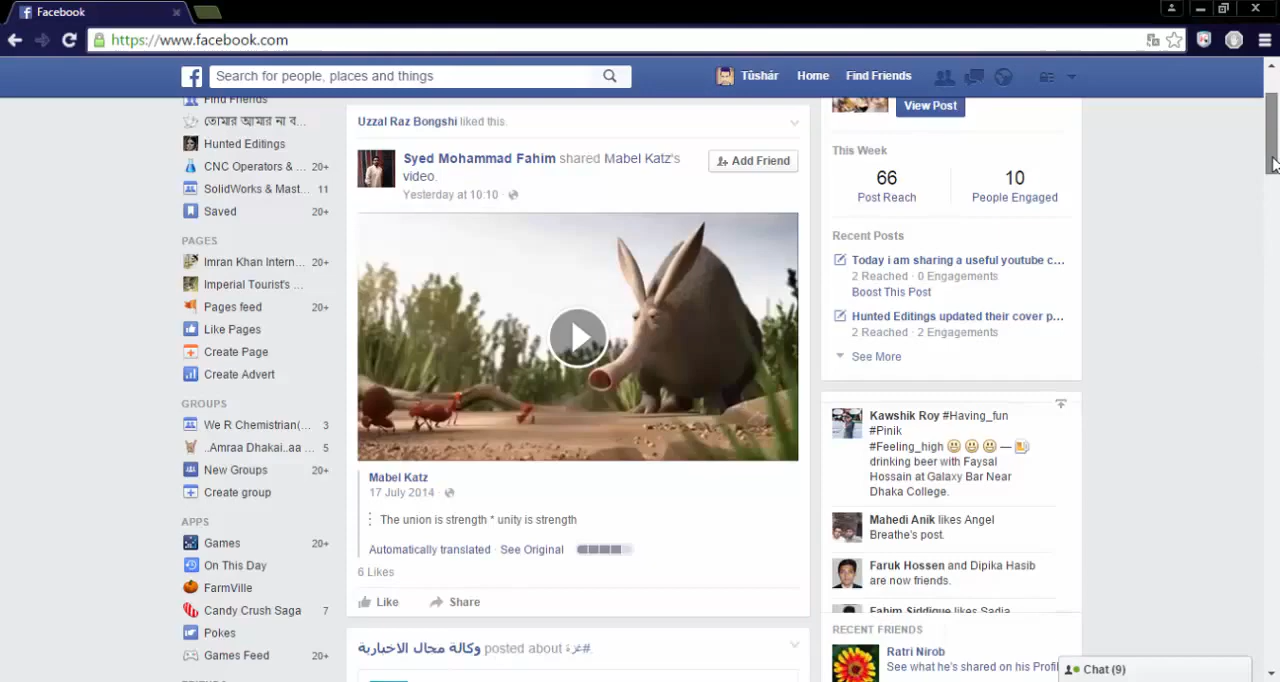 Facebook
https://www.facebook.com
Search for people, places and things
Tûshár
Home
Find Friends
Find Friends
তোমার আমার না ব...
Hunted Editings
CNC Operators & ... 20+
SolidWorks & Mast... 11
Saved 20+
PAGES
Imran Khan Intern... 20+
Imperial Tourist's ...
Pages feed 20+
Like Pages
Create Page
Create Advert
GROUPS
We R Chemistrian(... 3
..Amraa Dhakai..aa ... 5
New Groups 20+
Create group
APPS
Games 20+
On This Day
FarmVille
Candy Crush Saga 7
Pokes
Games Feed 20+
Uzzal Raz Bongshi liked this.
Syed Mohammad Fahim shared Mabel Katz's
video.
Yesterday at 10:10 ·
Add Friend
Mabel Katz
17 July 2014 ·
The union is strength * unity is strength
Automatically translated · See Original
6 Likes
Like Share
وكالة مجال الاخبارية posted about #غزة.
View Post
This Week
66
Post Reach
10
People Engaged
Recent Posts
Today i am sharing a useful youtube c...
2 Reached · 0 Engagements
Boost This Post
Hunted Editings updated their cover p...
2 Reached · 2 Engagements
See More
Kawshik Roy #Having_fun
#Pinik
#Feeling_high 😃 😃 😃 —
drinking beer with Faysal
Hossain at Galaxy Bar Near
Dhaka College.
Mahedi Anik likes Angel
Breathe's post.
Faruk Hossen and Dipika Hasib
are now friends.
Fahim Siddique likes Sadia
RECENT FRIENDS
Ratri Nirob
See what he's shared on his Profil
Chat (9)